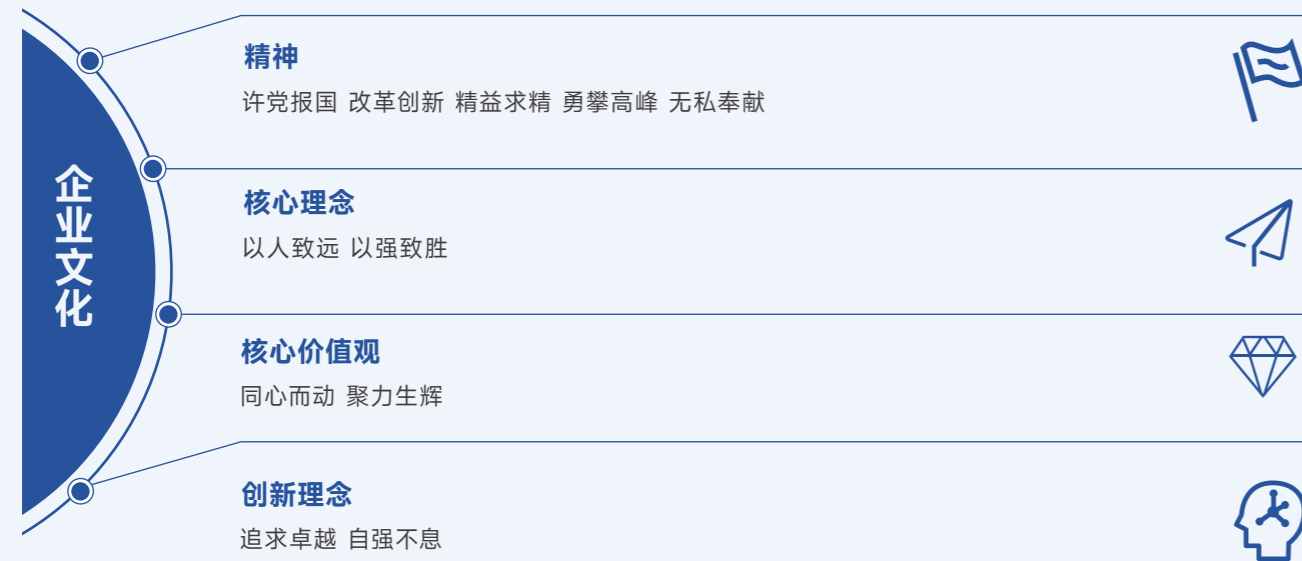 企业文化
精神
许党报国 改革创新 精益求精 勇攀高峰 无私奉献
核心理念
以人致远 以强致胜
核心价值观
同心而动 聚力生辉
创新理念
追求卓越 自强不息